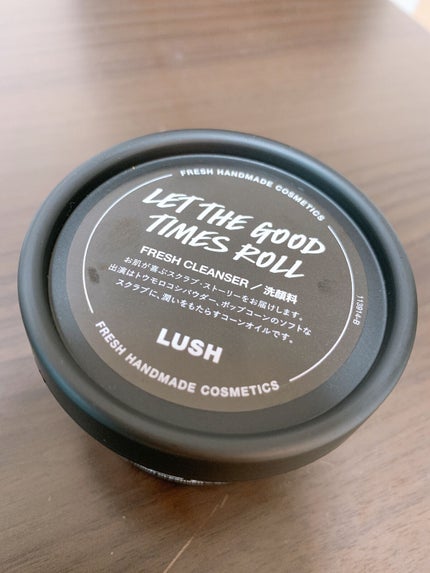 FRESH HANDMADE COSMETICS
LET THE GOOD
TIMES ROLL
FRESH CLEANSER / 洗顔料
お肌が喜ぶスクラブ・ストーリーをお届けします。
出演はトウモロコシパウダー、ポップコーンのソフトな
スクラブに、潤いをもたらすコーンオイルです。
LUSH
FRESH HANDMADE COSMETICS
113914-B